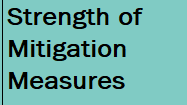 Strength of
Mitigation
Measures